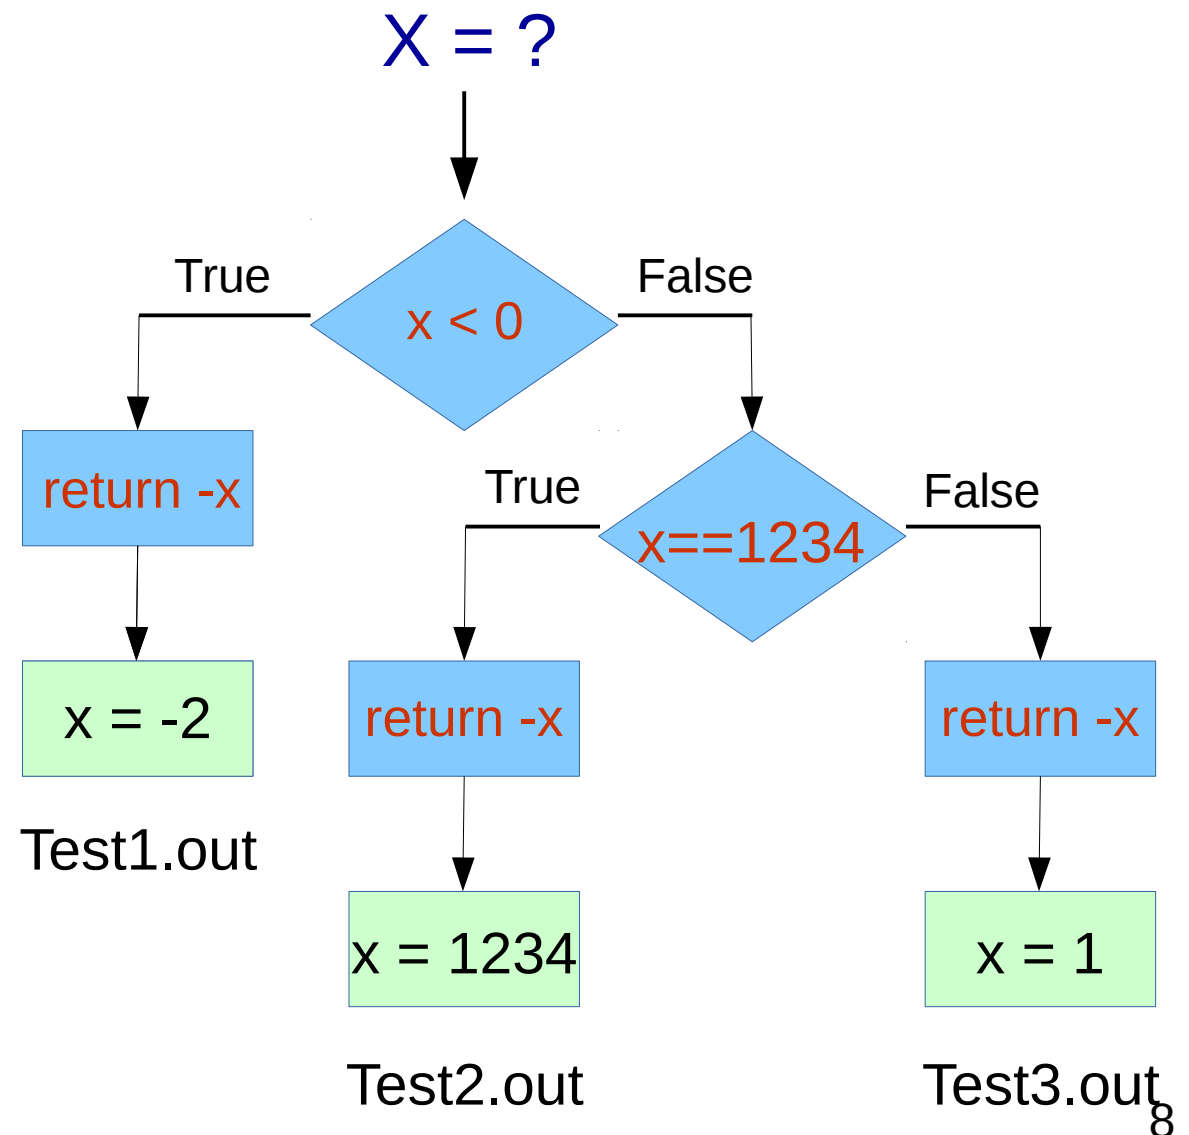 X = ?
True
False
x < 0
return -x
True
False
x==1234
x = -2
return -x
return -x
Test1.out
x = 1234
x = 1
Test2.out
Test3.out
8